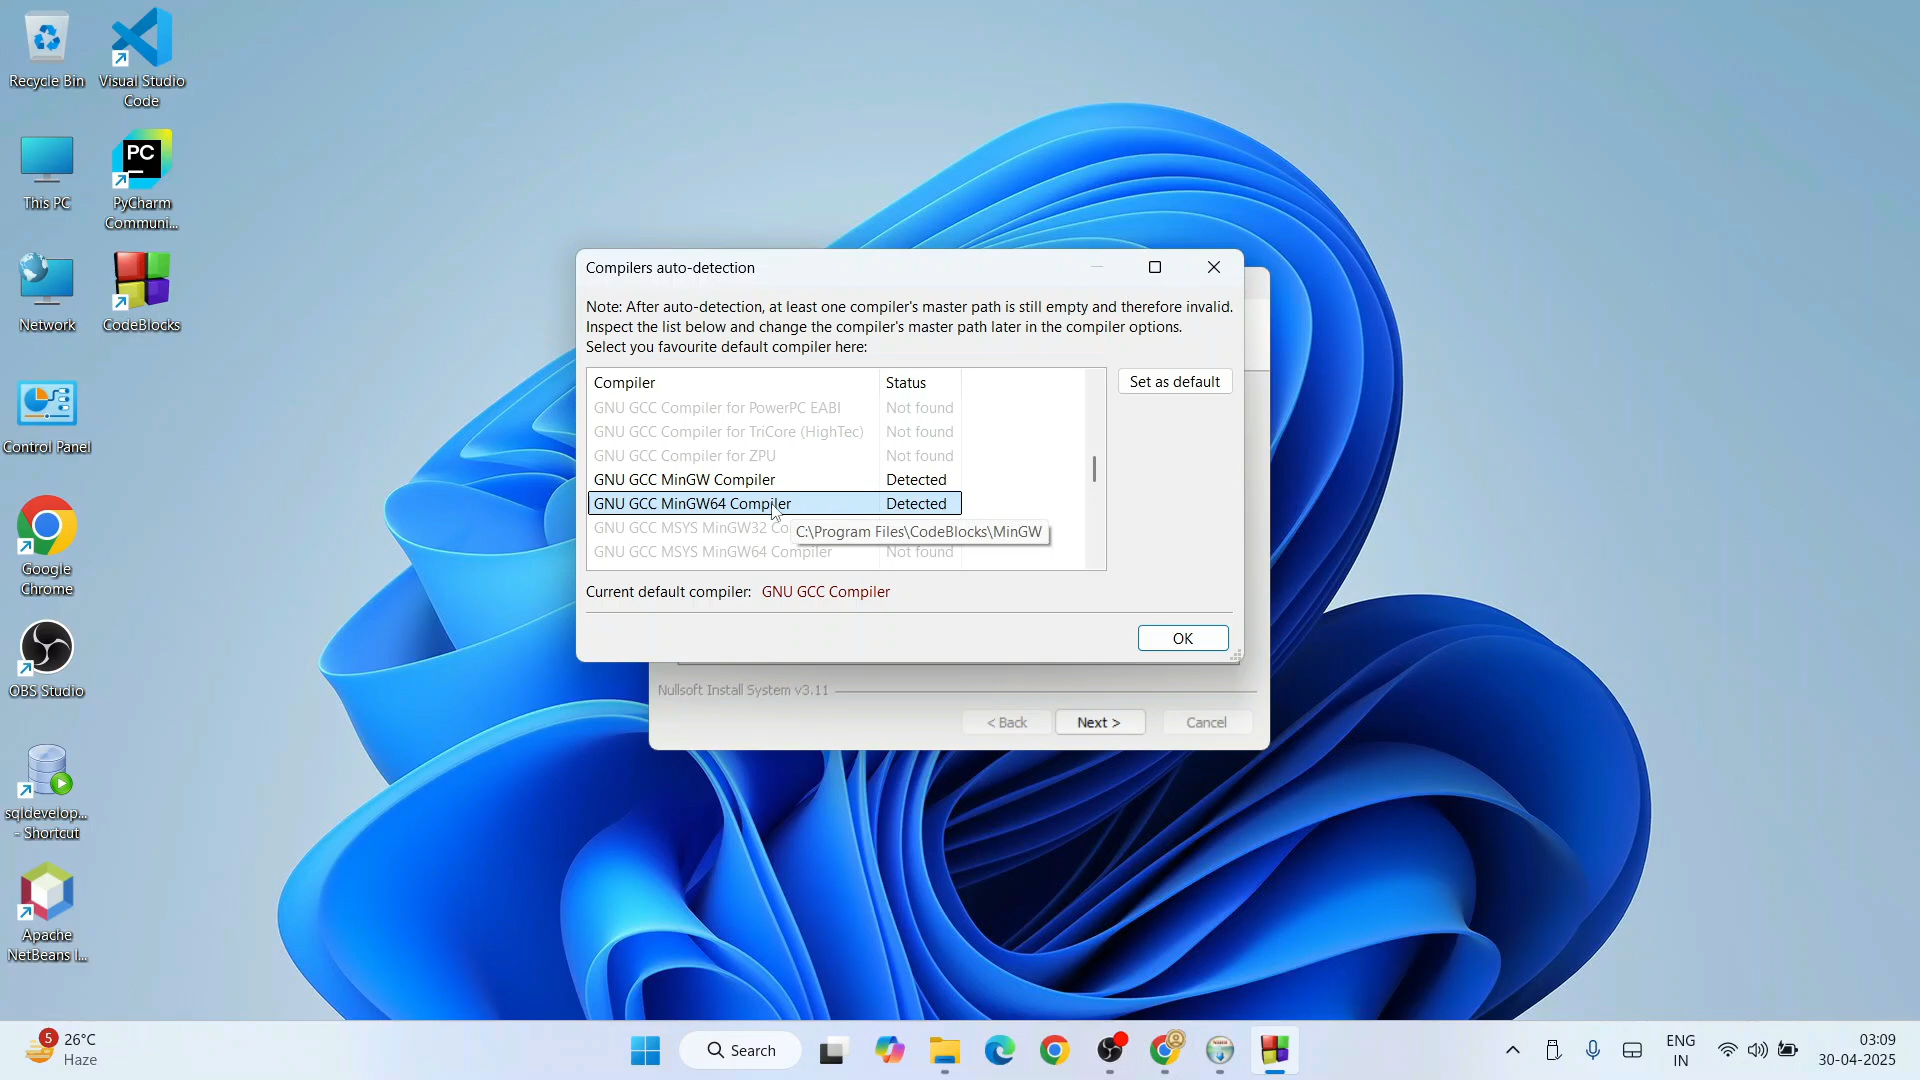 Recycle Bin
Visual Studio
Code
This PC
PC
PyCharm
Communi...
Network
CodeBlocks
Control Panel
Google
Chrome
OBS Studio
sqldevelop...
- Shortcut
Apache
NetBeans I...
Compilers auto-detection
Note: After auto-detection, at least one compiler's master path is still empty and therefore invalid.
Inspect the list below and change the compiler's master path later in the compiler options.
Select you favourite default compiler here:
Compiler Status
Set as default
GNU GCC Compiler for PowerPC EABI Not found
GNU GCC Compiler for TriCore (HighTec) Not found
GNU GCC Compiler for ZPU Not found
GNU GCC MinGW Compiler Detected
GNU GCC MinGW64 Compiler Detected
GNU GCC MSYS MinGW32 Co
C:\Program Files\CodeBlocks\MinGW
GNU GCC MSYS MinGW64 Compiler Not found
Current default compiler: GNU GCC Compiler
OK
Nullsoft Install System v3.11
< Back Next > Cancel
5
26°C
Haze
Search
ENG
IN
03:09
30-04-2025